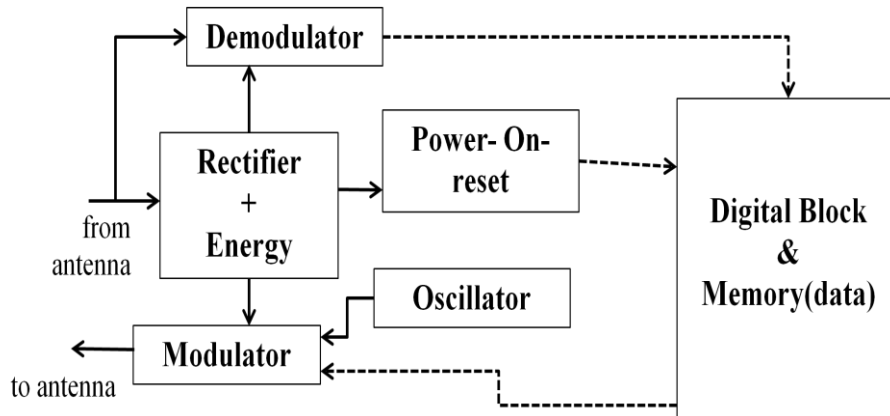 Demodulator
Rectifier
+
Energy
Power- On-
reset
from
antenna
Digital Block
&
Memory(data)
Oscillator
Modulator
to antenna